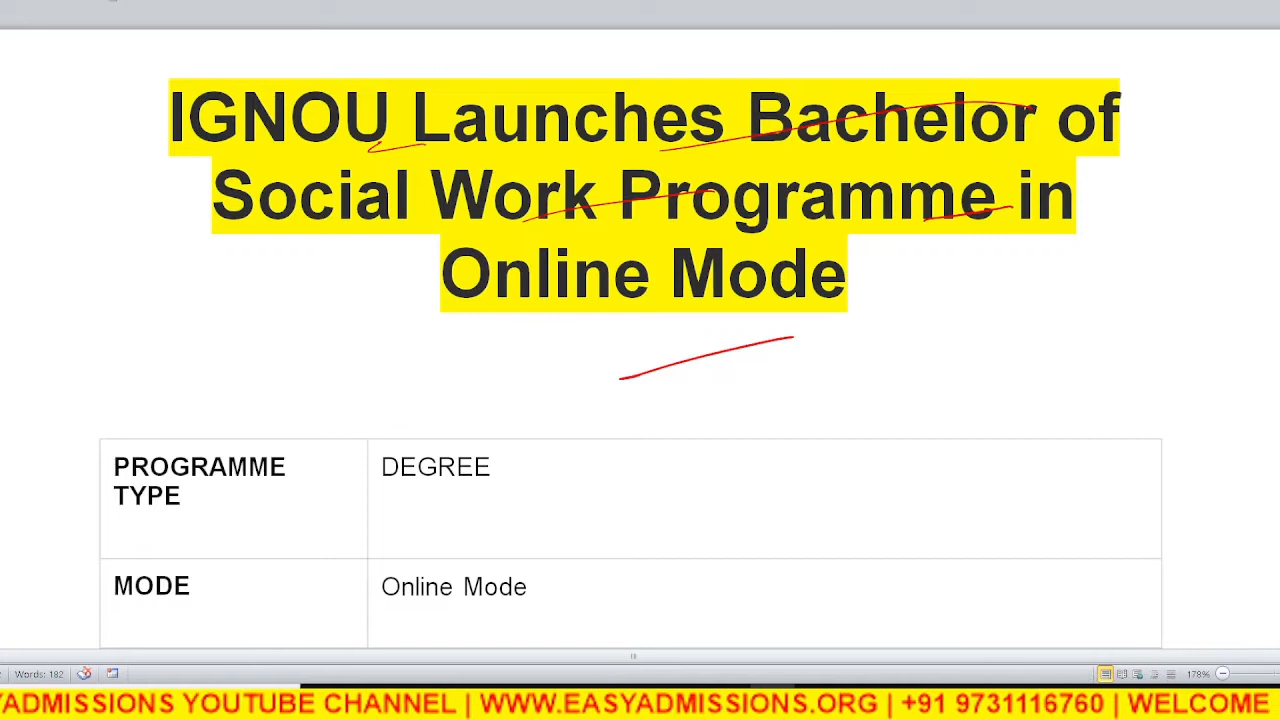 IGNOU Launches Bachelor of
Social Work Programme in
Online Mode
PROGRAMME
TYPE
DEGREE
MODE
Online Mode
Words: 182
178%
YADMISSIONS YOUTUBE CHANNEL | WWW.EASYADMISSIONS.ORG | +91 9731116760 | WELCOME